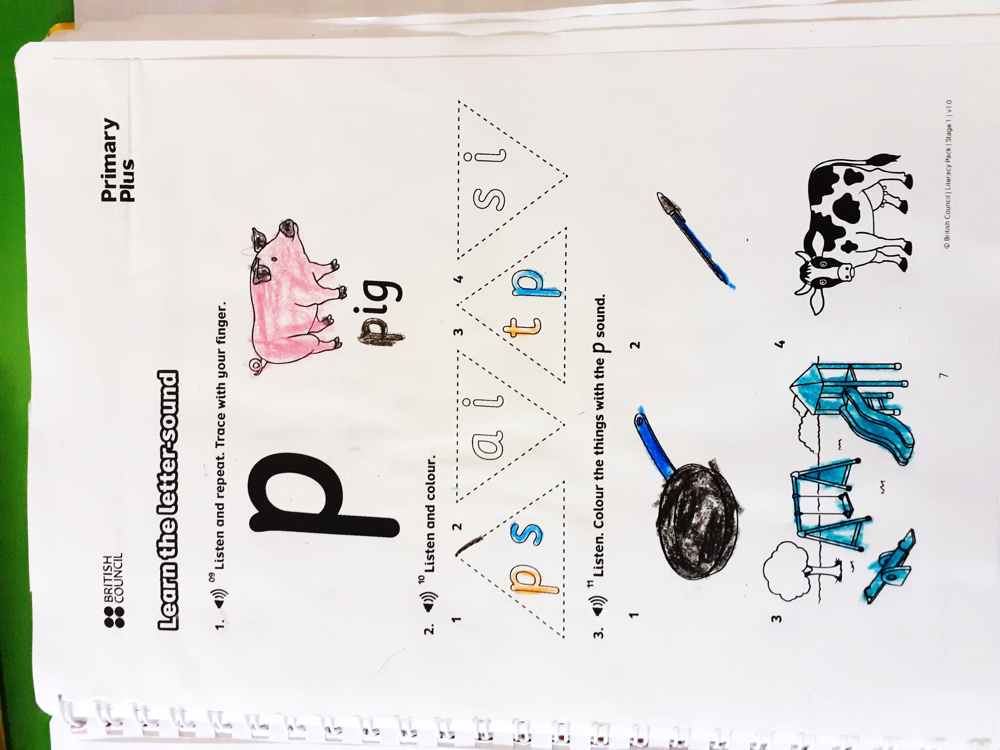 BRITISH
COUNCIL
Primary
Plus
Learn the letter-sound
1. 09 Listen and repeat. Trace with your finger.
p
pig
2. 10 Listen and colour.
1 2 3 4
p s a i t p s i
3. 11 Listen. Colour the things with the p sound.
1 2
3 4
7
© British Council | Literacy Pack | Stage 1 | v1.0